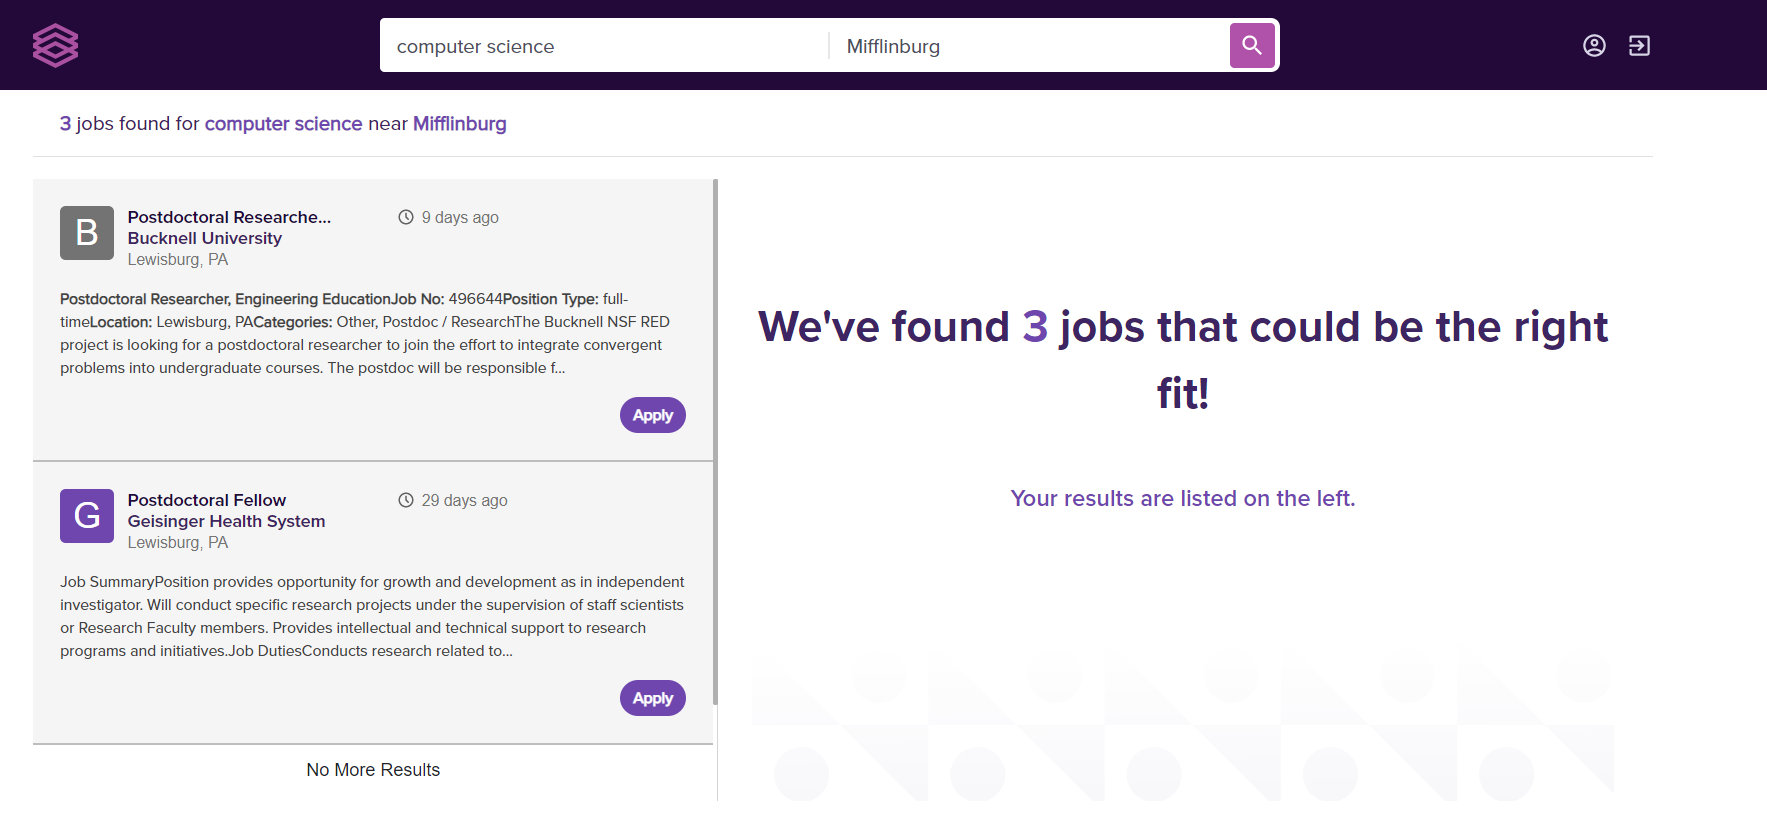 computer science
Mifflinburg
3 jobs found for computer science near Mifflinburg
B
Postdoctoral Researche...
9 days ago
Bucknell University
Lewisburg, PA
Postdoctoral Researcher, Engineering EducationJob No: 496644Position Type: full-
timeLocation: Lewisburg, PACategories: Other, Postdoc / ResearchThe Bucknell NSF RED
project is looking for a postdoctoral researcher to join the effort to integrate convergent
problems into undergraduate courses. The postdoc will be responsible f...
Apply
G
Postdoctoral Fellow
29 days ago
Geisinger Health System
Lewisburg, PA
Job SummaryPosition provides opportunity for growth and development as in independent
investigator. Will conduct specific research projects under the supervision of staff scientists
or Research Faculty members. Provides intellectual and technical support to research
programs and initiatives.Job DutiesConducts research related to...
Apply
No More Results
We've found 3 jobs that could be the right
fit!
Your results are listed on the left.